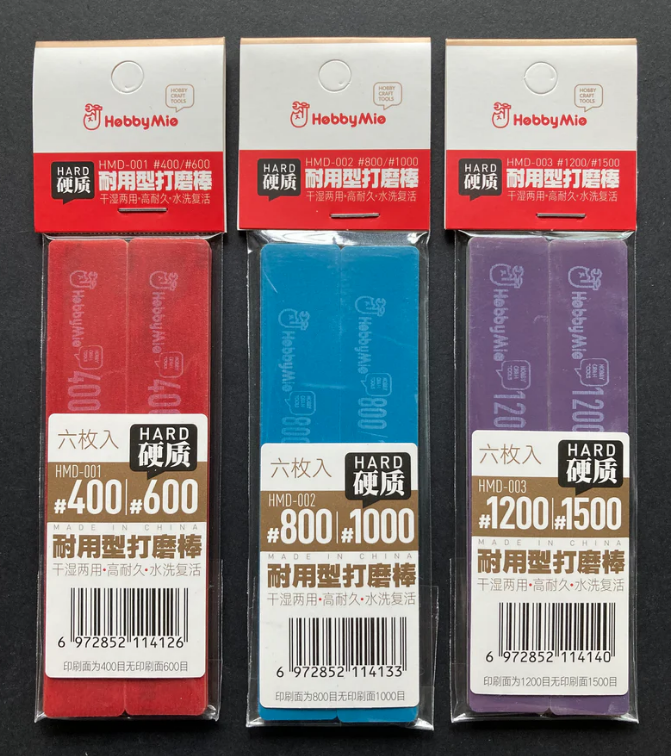 HOBBY
CRAFT
TOOLS
HobbyMio
HARD
硬质
HMD-001 #400/#600
耐用型打磨棒
干湿两用·高耐久·水洗复活
HobbyMio
400
HobbyMio
400
六枚入
HARD
硬质
HMD-001
#400|#600
MADE IN CHINA
耐用型打磨棒
干湿两用·高耐久·水洗复活
6 972852 114126
印刷面为400目无印刷面600目
HOBBY
CRAFT
TOOLS
HobbyMio
HARD
硬质
HMD-002 #800/#1000
耐用型打磨棒
干湿两用·高耐久·水洗复活
HobbyMio
800
HobbyMio
800/
六枚入
HARD
硬质
HMD-002
#800|#1000
MADE IN CHINA
耐用型打磨棒
干湿两用·高耐久·水洗复活
6 972852 114133
印刷面为800目无印刷面1000目
HOBBY
CRAFT
TOOLS
HobbyMio
HARD
硬质
HMD-003 #1200/#1500
耐用型打磨棒
干湿两用·高耐久·水洗复活
HobbyMio
HOBBY
CRAFT
TOOLS
120
HobbyMio
HOBBY
CRAFT
TOOLS
1200
六枚入
HARD
硬质
HMD-003
#1200|#1500
MADE IN CHINA
耐用型打磨棒
干湿两用·高耐久·水洗复活
6 972852 114140
印刷面为1200目无印刷面1500目